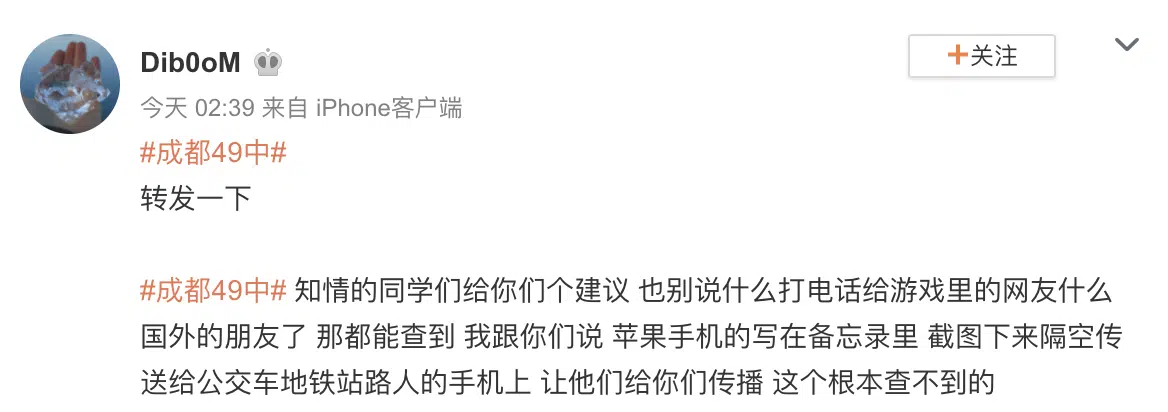 Dib0oM
+关注
今天 02:39 来自 iPhone客户端
#成都49中#
转发一下
#成都49中# 知情的同学们给你们个建议 也别说什么打电话给游戏里的网友什么
国外的朋友了 那都能查到 我跟你们说 苹果手机的写在备忘录里 截图下来隔空传
送给公交车地铁站路人的手机上 让他们给你们传播 这个根本查不到的